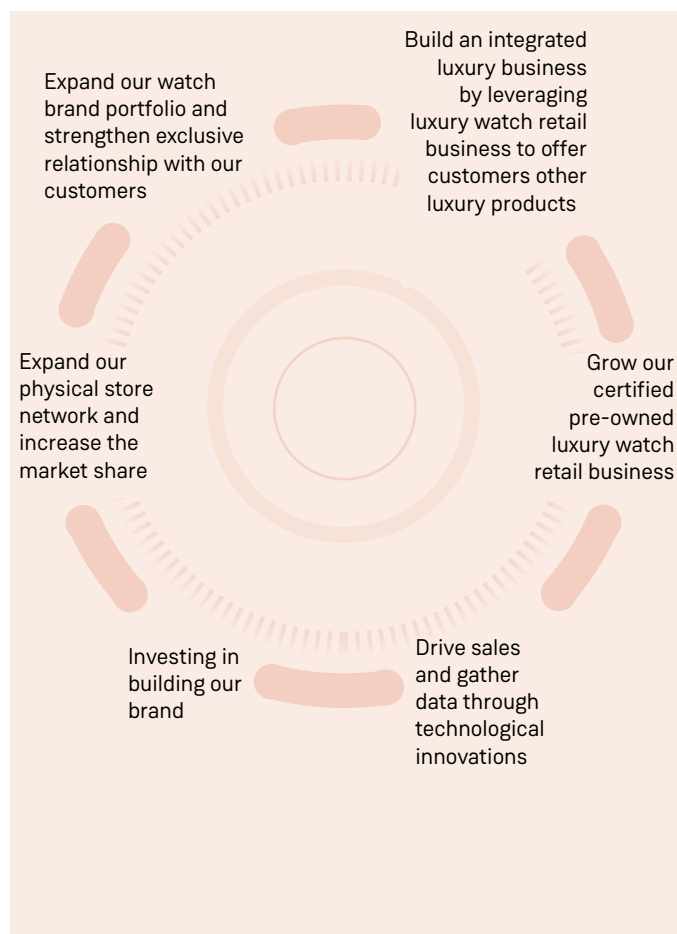 Expand our watch
brand portfolio and
strengthen exclusive
relationship with our
customers
Build an integrated
luxury business
by leveraging
luxury watch retail
business to offer
customers other
luxury products
Expand our
physical store
network and
increase the
market share
Grow our
certified
pre-owned
luxury watch
retail business
Investing in
building our
brand
Drive sales
and gather
data through
technological
innovations